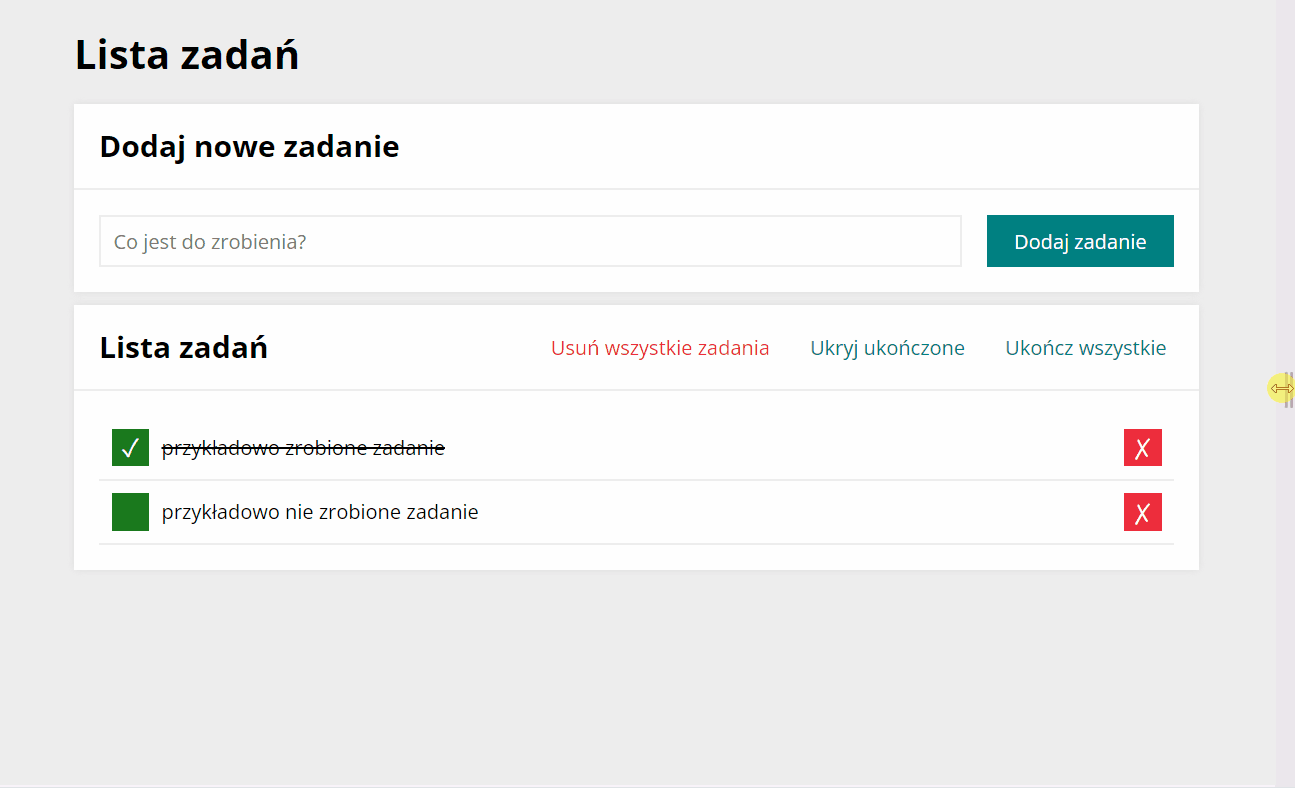 Lista zadań
Dodaj nowe zadanie
Co jest do zrobienia?
Dodaj zadanie
Lista zadań
Usuń wszystkie zadania
Ukryj ukończone
Ukończ wszystkie
✓ przykładowo zrobione zadanie ✗
przykładowo nie zrobione zadanie ✗